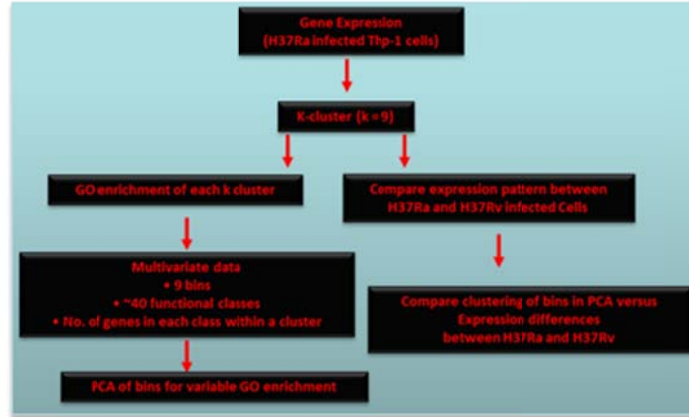 Gene Expression
(H37Ra infected Thp-1 cells)
K-cluster (k = 9)
GO enrichment of each k cluster
Compare expression pattern between
H37Ra and H37Rv infected Cells
Multivariate data
• 9 bins
• ~40 functional classes
• No. of genes in each class within a cluster
Compare clustering of bins in PCA versus
Expression differences
between H37Ra and H37Rv
PCA of bins for variable GO enrichment